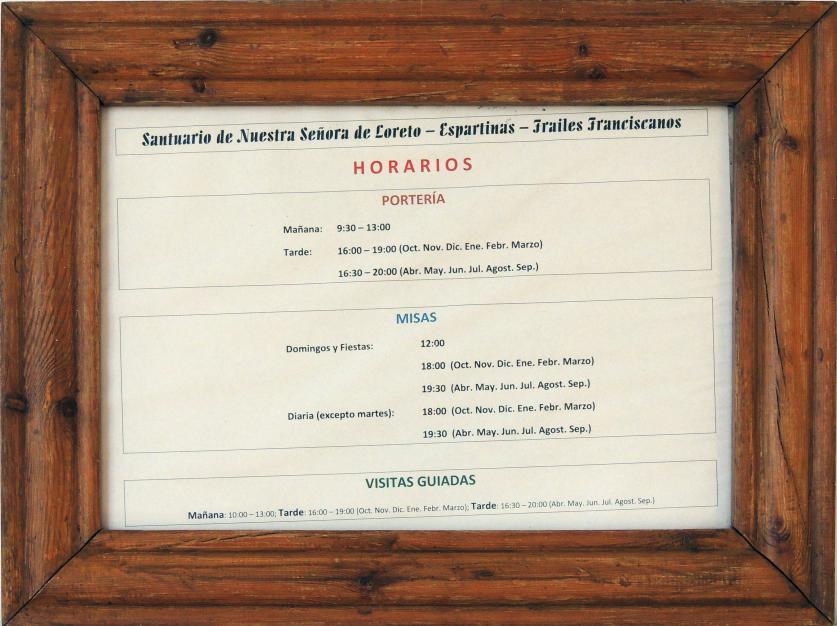 Santuario de Nuestra Señora de Loreto – Espartinas – Frailes Franciscanos
HORARIOS
PORTERÍA
Mañana: 9:30 – 13:00
Tarde: 16:00 – 19:00 (Oct. Nov. Dic. Ene. Febr. Marzo)
16:30 – 20:00 (Abr. May. Jun. Jul. Agost. Sep.)
MISAS
Domingos y Fiestas: 12:00
18:00 (Oct. Nov. Dic. Ene. Febr. Marzo)
19:30 (Abr. May. Jun. Jul. Agost. Sep.)
Diaria (excepto martes): 18:00 (Oct. Nov. Dic. Ene. Febr. Marzo)
19:30 (Abr. May. Jun. Jul. Agost. Sep.)
VISITAS GUIADAS
Mañana: 10:00 – 13:00; Tarde: 16:00 – 19:00 (Oct. Nov. Dic. Ene. Febr. Marzo); Tarde: 16:30 – 20:00 (Abr. May. Jun. Jul. Agost. Sep.)